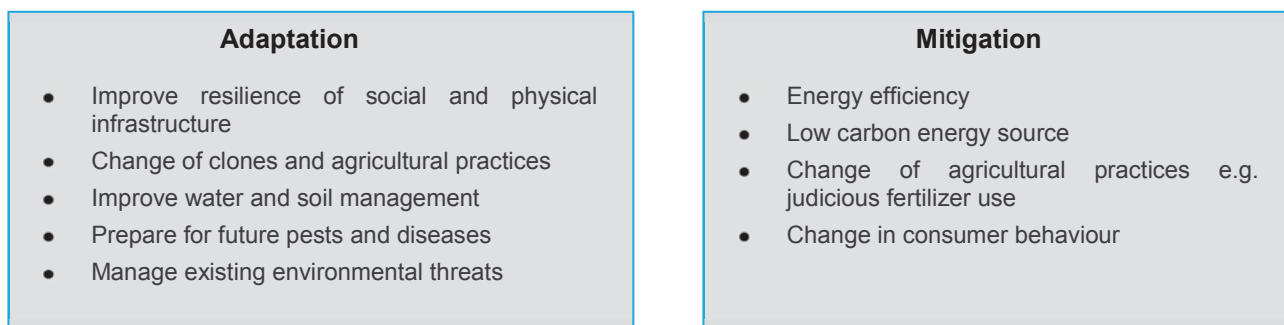 Adaptation
● Improve resilience of social and physical
infrastructure
● Change of clones and agricultural practices
● Improve water and soil management
● Prepare for future pests and diseases
● Manage existing environmental threats
Mitigation
● Energy efficiency
● Low carbon energy source
● Change of agricultural practices e.g.
judicious fertilizer use
● Change in consumer behaviour